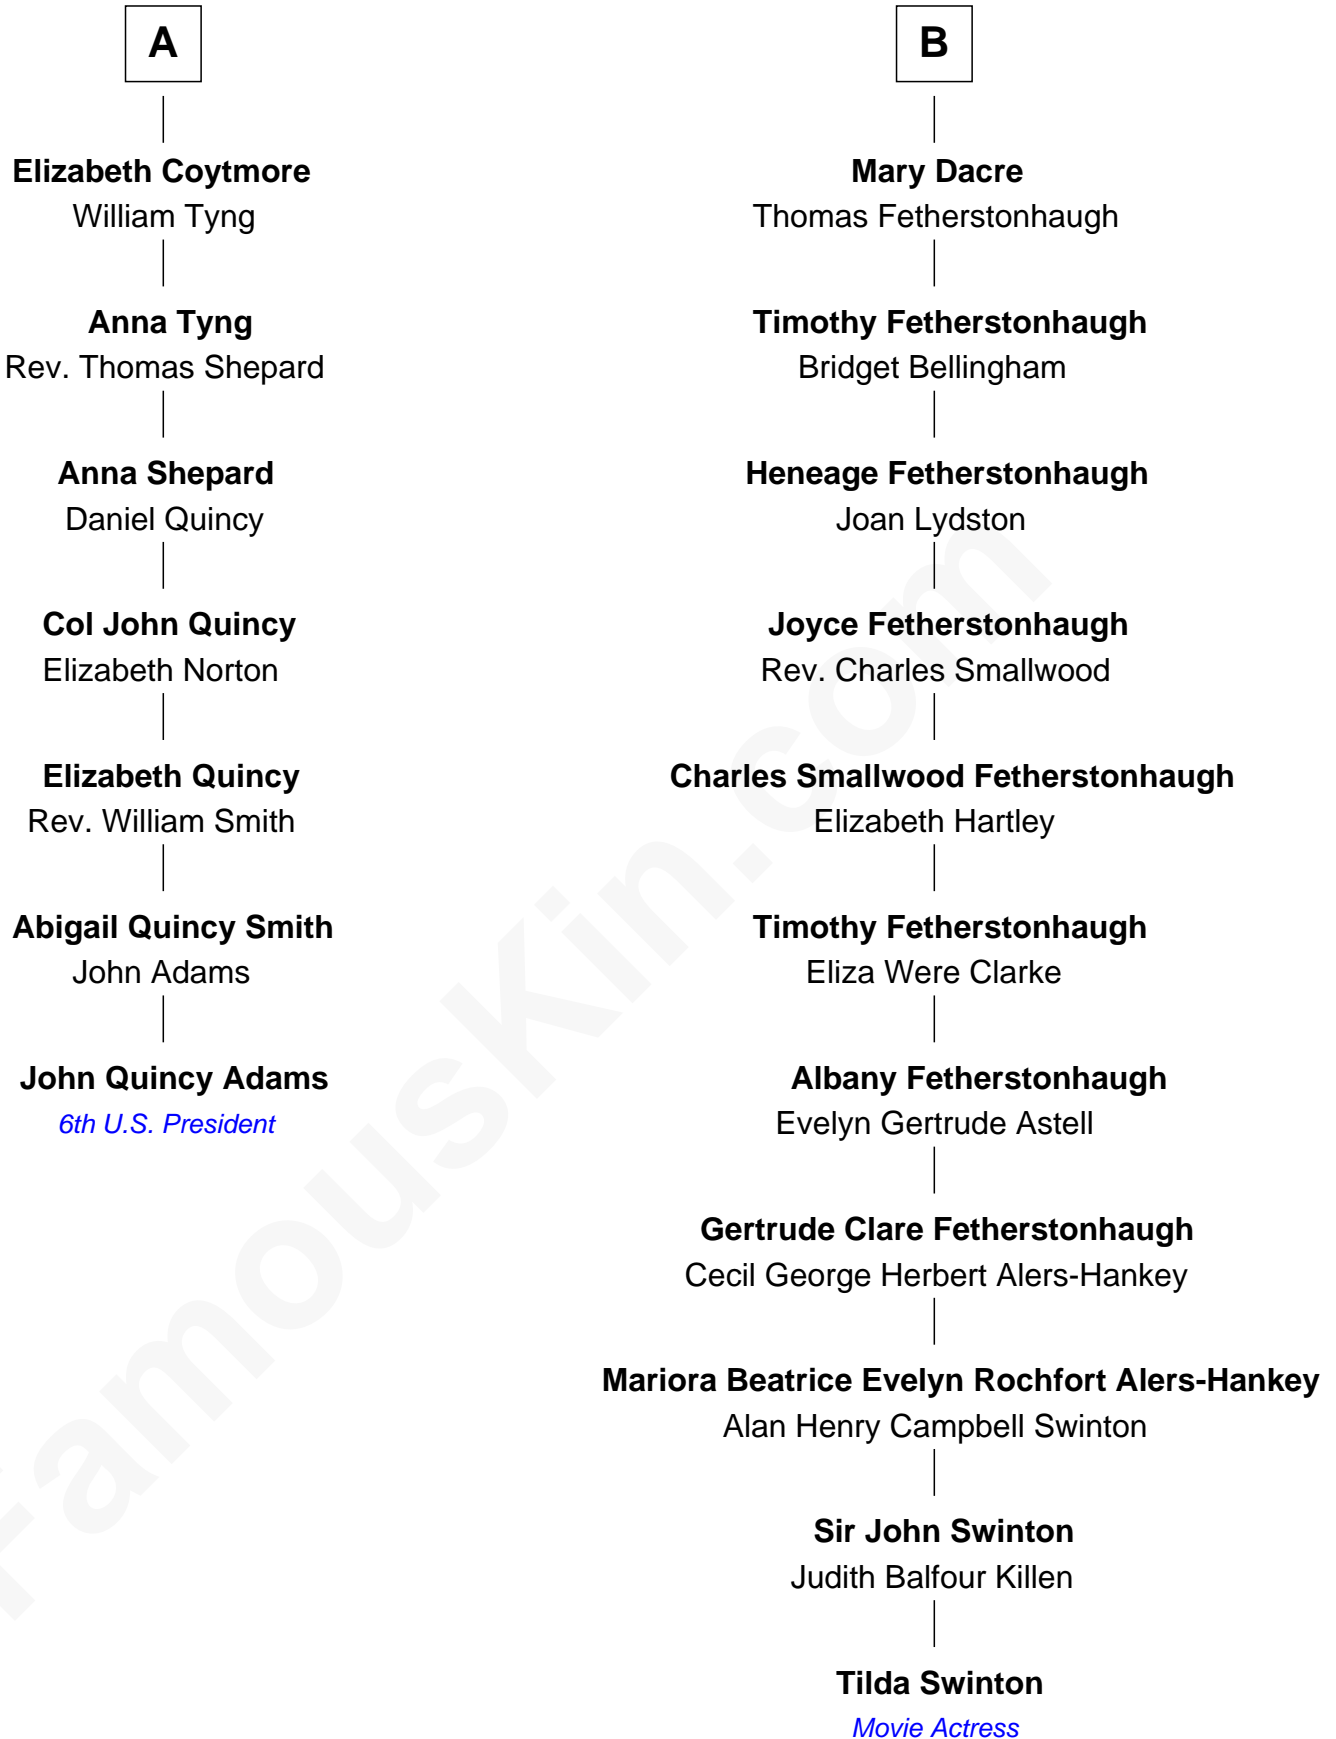 A
Elizabeth Coytmore
William Tyng
Anna Tyng
Rev. Thomas Shepard
Anna Shepard
Daniel Quincy
Col John Quincy
Elizabeth Norton
Elizabeth Quincy
Rev. William Smith
Abigail Quincy Smith
John Adams
John Quincy Adams
6th U.S. President
B
Mary Dacre
Thomas Fetherstonhaugh
Timothy Fetherstonhaugh
Bridget Bellingham
Heneage Fetherstonhaugh
Joan Lydston
Joyce Fetherstonhaugh
Rev. Charles Smallwood
Charles Smallwood Fetherstonhaugh
Elizabeth Hartley
Timothy Fetherstonhaugh
Eliza Were Clarke
Albany Fetherstonhaugh
Evelyn Gertrude Astell
Gertrude Clare Fetherstonhaugh
Cecil George Herbert Alers-Hankey
Mariora Beatrice Evelyn Rochfort Alers-Hankey
Alan Henry Campbell Swinton
Sir John Swinton
Judith Balfour Killen
Tilda Swinton
Movie Actress
FamousKin.com